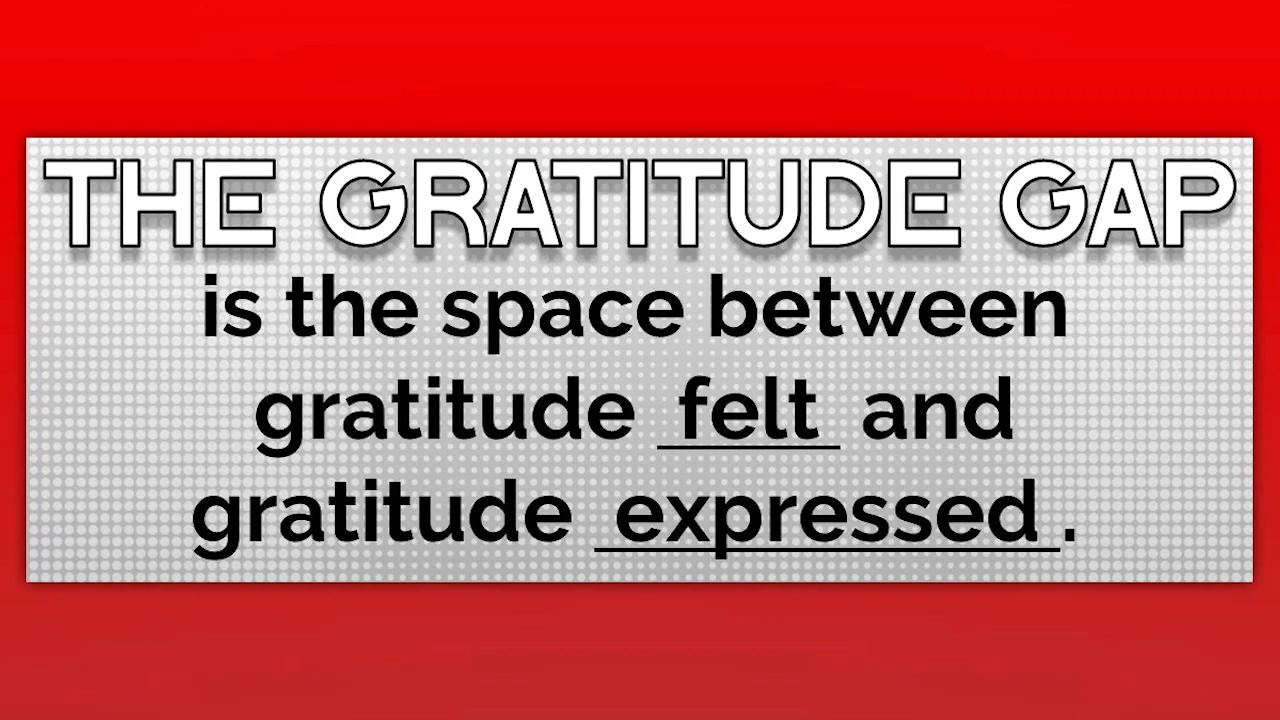 THE GRATITUDE GAP
is the space between
gratitude felt and
gratitude expressed.